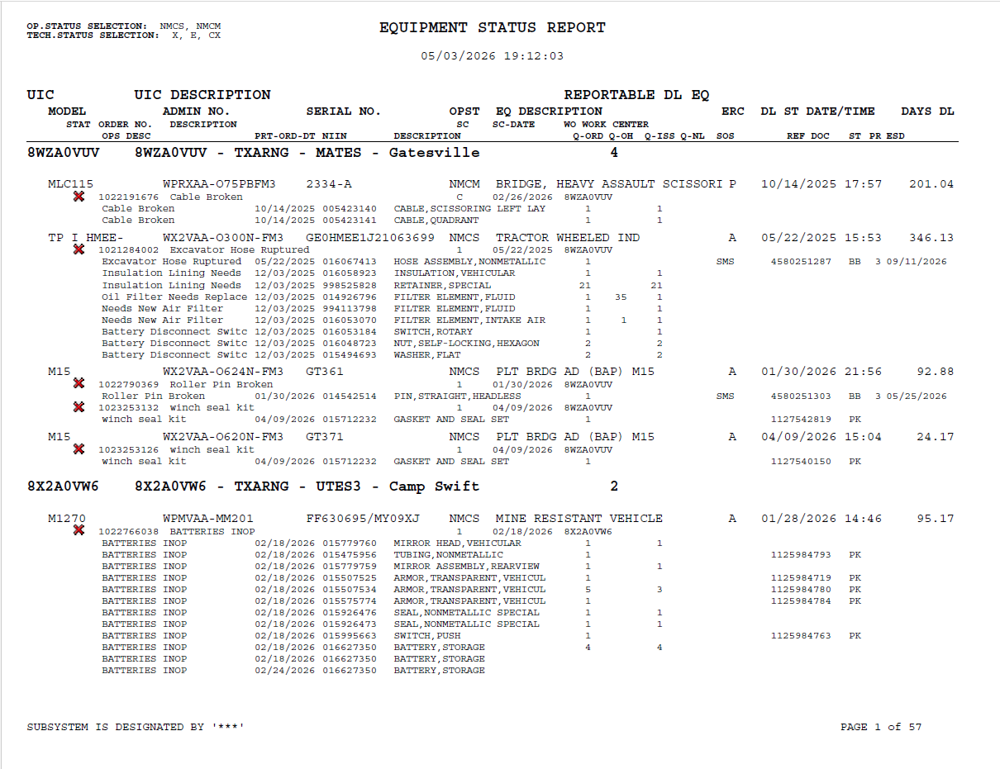 OP.STATUS SELECTION: NMCS, NMCM
TECH.STATUS SELECTION: X, E, CX
EQUIPMENT STATUS REPORT
05/03/2026 19:12:03
UIC UIC DESCRIPTION REPORTABLE DL EQ
MODEL ADMIN NO. SERIAL NO. OPST EQ DESCRIPTION ERC DL ST DATE/TIME DAYS DL
STAT ORDER NO. DESCRIPTION SC SC-DATE WO WORK CENTER
OPS DESC PRT-ORD-DT NIIN DESCRIPTION Q-ORD Q-OH Q-ISS Q-NL SOS REF DOC ST PR ESD
8WZA0VUV 8WZA0VUV - TXARNG - MATES - Gatesville 4
MLC115 WPRXAA-O75PBFM3 2334-A NMCM BRIDGE, HEAVY ASSAULT SCISSORI P 10/14/2025 17:57 201.04
1022191676 Cable Broken C 02/26/2026 8WZA0VUV
Cable Broken 10/14/2025 005423140 CABLE,SCISSORING LEFT LAY 1 1
Cable Broken 10/14/2025 005423141 CABLE,QUADRANT 1 1
TP I HMEE- WX2VAA-O300N-FM3 GE0HMEE1J21063699 NMCS TRACTOR WHEELED IND A 05/22/2025 15:53 346.13
1021284002 Excavator Hose Ruptured 1 05/22/2025 8WZA0VUV
Excavator Hose Ruptured 05/22/2025 016067413 HOSE ASSEMBLY,NONMETALLIC 1 SMS 4580251287 BB 3 09/11/2026
Insulation Lining Needs 12/03/2025 016058923 INSULATION,VEHICULAR 1 1
Insulation Lining Needs 12/03/2025 998525828 RETAINER,SPECIAL 21 21
Oil Filter Needs Replace 12/03/2025 014926796 FILTER ELEMENT,FLUID 1 35 1
Needs New Air Filter 12/03/2025 994113798 FILTER ELEMENT,FLUID 1 1
Needs New Air Filter 12/03/2025 016053070 FILTER ELEMENT,INTAKE AIR 1 1 1
Battery Disconnect Switc 12/03/2025 016053184 SWITCH,ROTARY 1 1
Battery Disconnect Switc 12/03/2025 016048723 NUT,SELF-LOCKING,HEXAGON 2 2
Battery Disconnect Switc 12/03/2025 015494693 WASHER,FLAT 2 2
M15 WX2VAA-O624N-FM3 GT361 NMCS PLT BRDG AD (BAP) M15 A 01/30/2026 21:56 92.88
1022790369 Roller Pin Broken 1 01/30/2026 8WZA0VUV
Roller Pin Broken 01/30/2026 014542514 PIN,STRAIGHT,HEADLESS 1 SMS 4580251303 BB 3 05/25/2026
1023253132 winch seal kit 1 04/09/2026 8WZA0VUV
winch seal kit 04/09/2026 015712232 GASKET AND SEAL SET 1 1127542819 PK
M15 WX2VAA-O620N-FM3 GT371 NMCS PLT BRDG AD (BAP) M15 A 04/09/2026 15:04 24.17
1023253126 winch seal kit 1 04/09/2026 8WZA0VUV
winch seal kit 04/09/2026 015712232 GASKET AND SEAL SET 1 1127540150 PK
8X2A0VW6 8X2A0VW6 - TXARNG - UTES3 - Camp Swift 2
M1270 WPMVAA-MM201 FF630695/MY09XJ NMCS MINE RESISTANT VEHICLE A 01/28/2026 14:46 95.17
1022766038 BATTERIES INOP 1 02/18/2026 8X2A0VW6
BATTERIES INOP 02/18/2026 015779760 MIRROR HEAD,VEHICULAR 1 1
BATTERIES INOP 02/18/2026 015475956 TUBING,NONMETALLIC 1 1125984793 PK
BATTERIES INOP 02/18/2026 015779759 MIRROR ASSEMBLY,REARVIEW 1 1
BATTERIES INOP 02/18/2026 015507525 ARMOR,TRANSPARENT,VEHICUL 1 1125984719 PK
BATTERIES INOP 02/18/2026 015507534 ARMOR,TRANSPARENT,VEHICUL 5 3 1125984780 PK
BATTERIES INOP 02/18/2026 015575774 ARMOR,TRANSPARENT,VEHICUL 1 1125984784 PK
BATTERIES INOP 02/18/2026 015926476 SEAL,NONMETALLIC SPECIAL 1 1
BATTERIES INOP 02/18/2026 015926473 SEAL,NONMETALLIC SPECIAL 1 1
BATTERIES INOP 02/18/2026 015995663 SWITCH,PUSH 1 1125984763 PK
BATTERIES INOP 02/18/2026 016627350 BATTERY,STORAGE 4 4
BATTERIES INOP 02/18/2026 016627350 BATTERY,STORAGE
BATTERIES INOP 02/24/2026 016627350 BATTERY,STORAGE
SUBSYSTEM IS DESIGNATED BY '***' PAGE 1 of 57